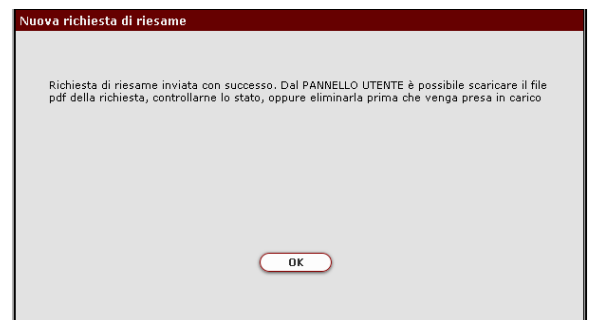 Nuova richiesta di riesame
Richiesta di riesame inviata con successo. Dal PANNELLO UTENTE è possibile scaricare il file
pdf della richiesta, controllarne lo stato, oppure eliminarla prima che venga presa in carico
OK